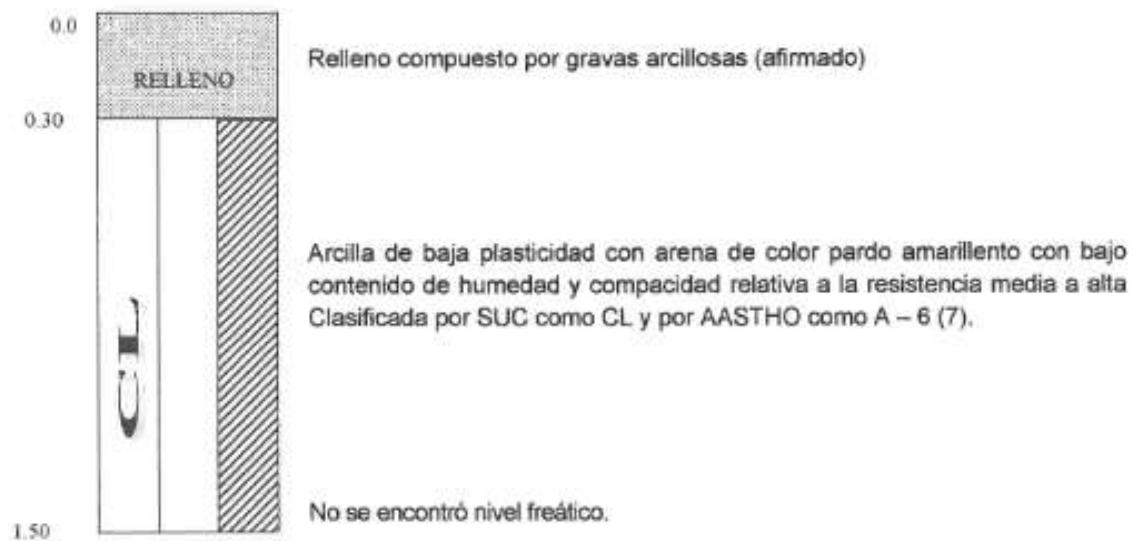 0.0
RELLENO
Relleno compuesto por gravas arcillosas (afirmado)
0.30
Arcilla de baja plasticidad con arena de color pardo amarillento con bajo
contenido de humedad y compacidad relativa a la resistencia media a alta
Clasificada por SUC como CL y por AASTHO como A – 6 (7).
CL
No se encontró nivel freático.
1.50